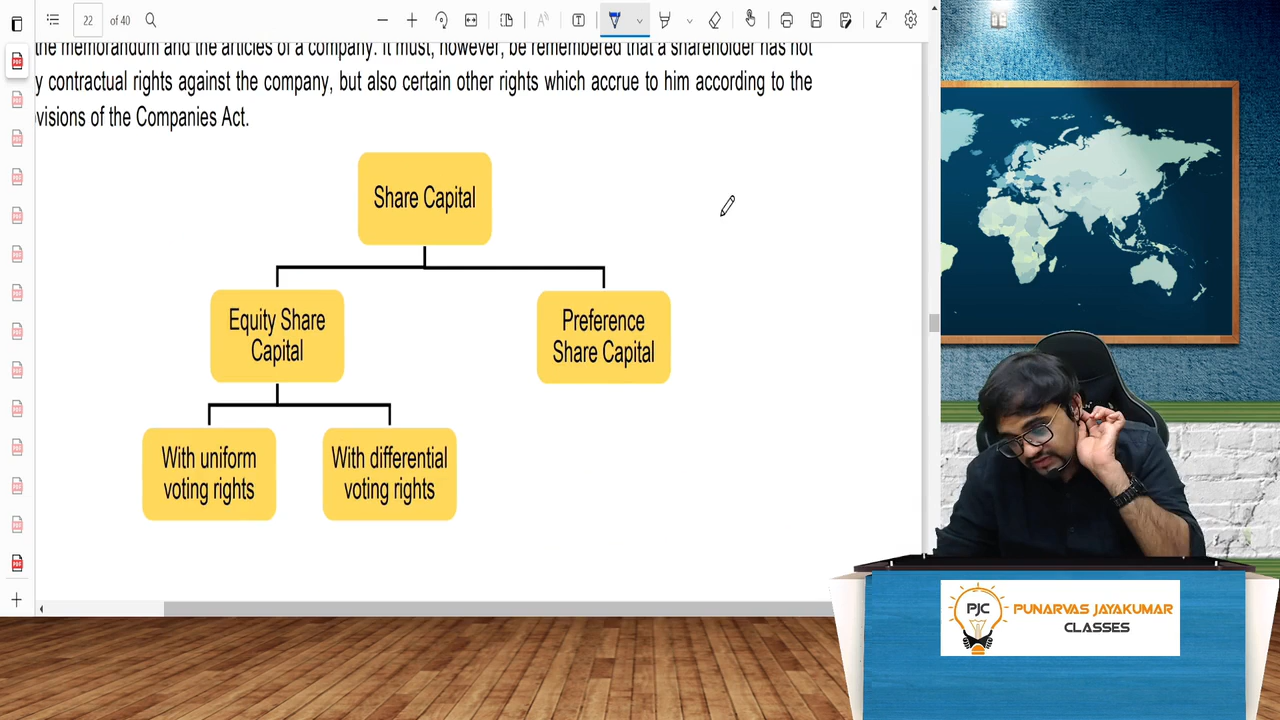 22 of 40
the memorandum and the articles of a company. It must, however, be remembered that a shareholder has not
y contractual rights against the company, but also certain other rights which accrue to him according to the
visions of the Companies Act.
Share Capital
Equity Share
Capital
Preference
Share Capital
With uniform
voting rights
With differential
voting rights
PJC
PUNARVAS JAYAKUMAR
CLASSES